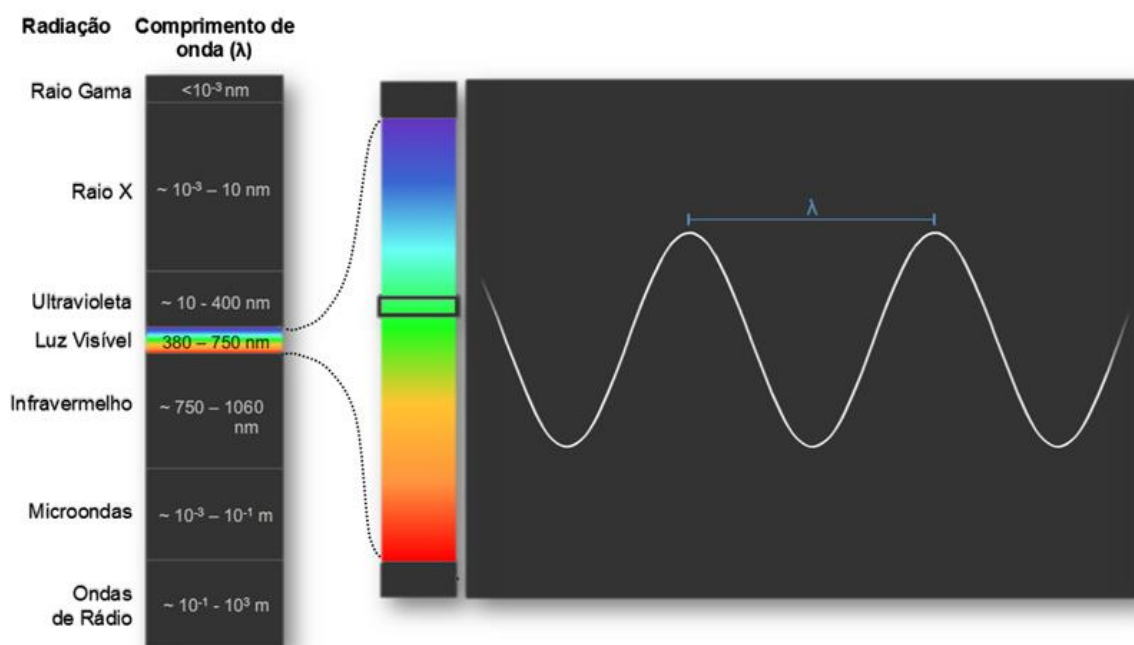 Radiação
Comprimento de
onda (λ)
Raio Gama
<10⁻³ nm
Raio X
~ 10⁻³ – 10 nm
Ultravioleta
~ 10 - 400 nm
Luz Visível
380 – 750 nm
Infravermelho
~ 750 – 1060
nm
Microondas
~ 10⁻³ – 10⁻¹ m
Ondas
de Rádio
~ 10⁻¹ - 10³ m
λ